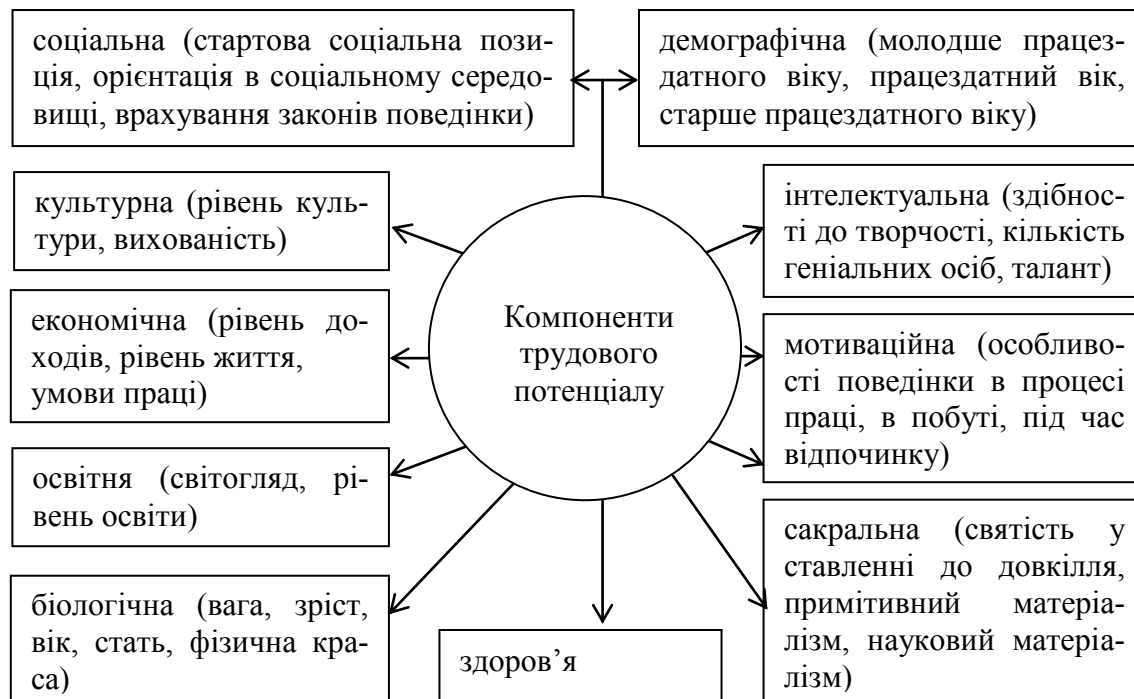 соціальна (стартова соціальна пози-
ція, орієнтація в соціальному середо-
вищі, врахування законів поведінки)
демографічна (молодше працез-
датного віку, працездатний вік,
старше працездатного віку)
культурна (рівень куль-
тури, вихованість)
інтелектуальна (здібнос-
ті до творчості, кількість
геніальних осіб, талант)
економічна (рівень до-
ходів, рівень життя,
умови праці)
Компоненти
трудового
потенціалу
мотиваційна (особливо-
сті поведінки в процесі
праці, в побуті, під час
відпочинку)
освітня (світогляд, рі-
вень освіти)
сакральна (святість у
ставленні до довкілля,
примітивний матеріа-
лізм, науковий матеріа-
лізм)
біологічна (вага, зріст,
вік, стать, фізична кра-
са)
здоров’я